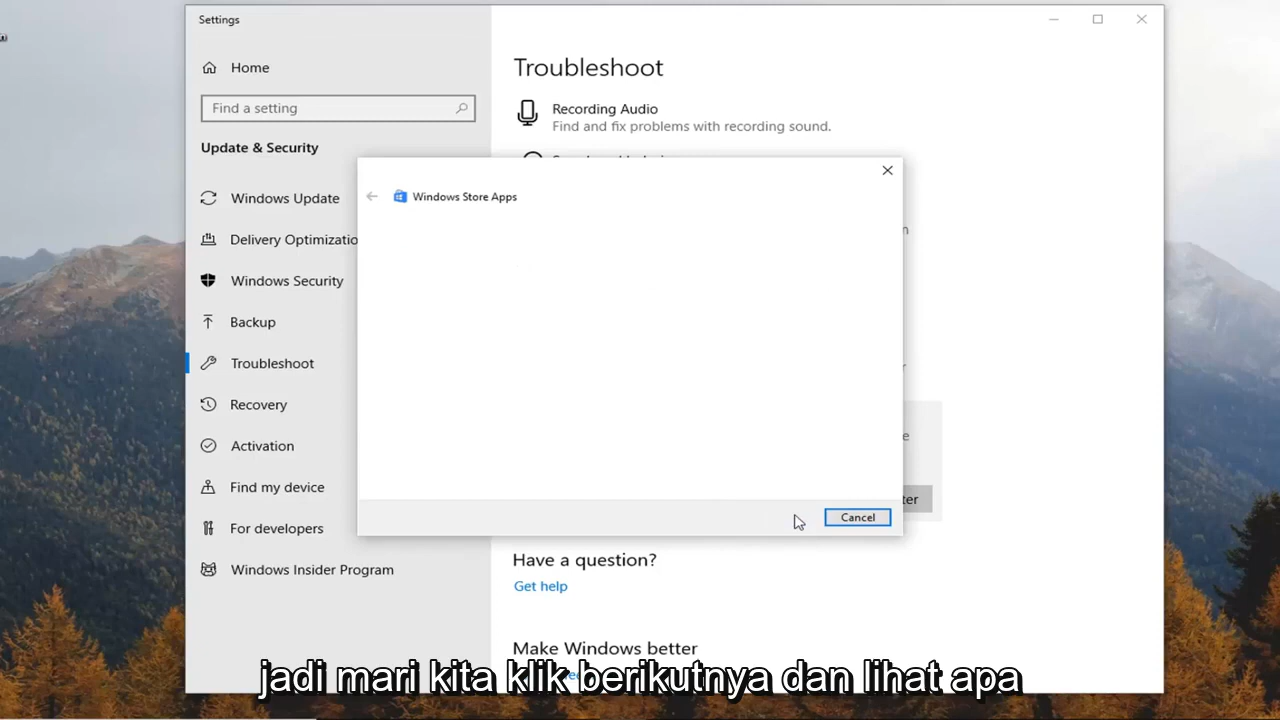 Settings
Home
Find a setting
Update & Security
Windows Update
Delivery Optimizatio
Windows Security
Backup
Troubleshoot
Recovery
Activation
Find my device
For developers
Windows Insider Program
Troubleshoot
Recording Audio
Find and fix problems with recording sound.
Windows Store Apps
Cancel
n
r
e
ter
Have a question?
Get help
Make Windows better
jadi mari kita klik berikutnya dan lihat apa